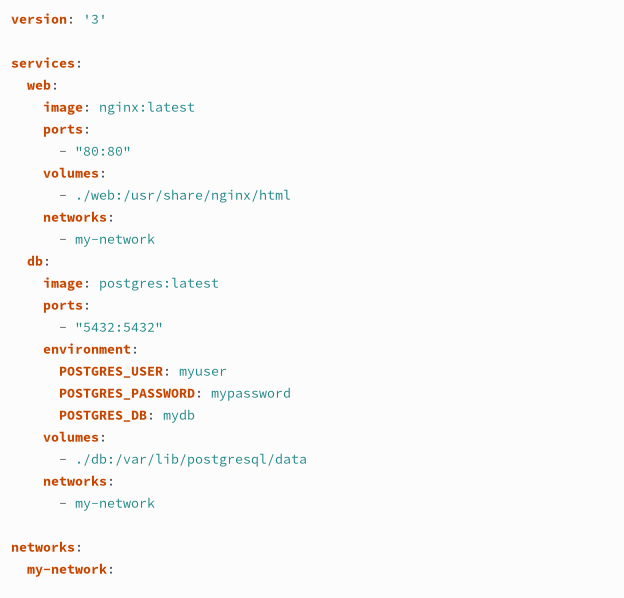 version: '3'

services:
  web:
    image: nginx:latest
    ports:
      - "80:80"
    volumes:
      - ./web:/usr/share/nginx/html
    networks:
      - my-network
  db:
    image: postgres:latest
    ports:
      - "5432:5432"
    environment:
      POSTGRES_USER: myuser
      POSTGRES_PASSWORD: mypassword
      POSTGRES_DB: mydb
    volumes:
      - ./db:/var/lib/postgresql/data
    networks:
      - my-network

networks:
  my-network: